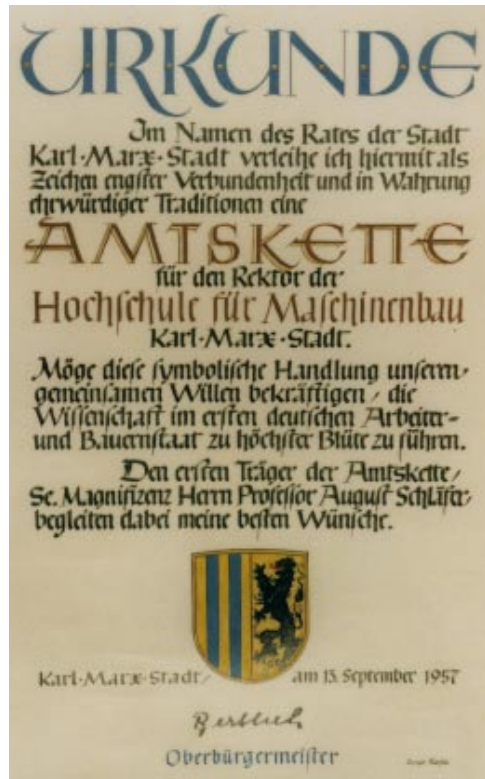 URKUNDE
Im Namen des Rates der Stadt
Karl-Marx-Stadt verleihe ich hiermit als
Zeichen engster Verbundenheit und in Wahrung
ehrwürdiger Traditionen eine
AMTSKETTE
für den Rektor der
Hochschule für Maschinenbau
Karl-Marx-Stadt.
Möge diese symbolische Handlung unseren
gemeinsamen Willen bekräftigen, die
Wissenschaft im ersten deutschen Arbeiter-
und Bauernstaat zu höchster Blüte zu führen.
Den ersten Träger der Amtskette,
Se. Magnifizenz Herrn Professor August Schläfer,
begleiten dabei meine besten Wünsche.
Karl-Marx-Stadt, am 13. September 1957
Oberbürgermeister